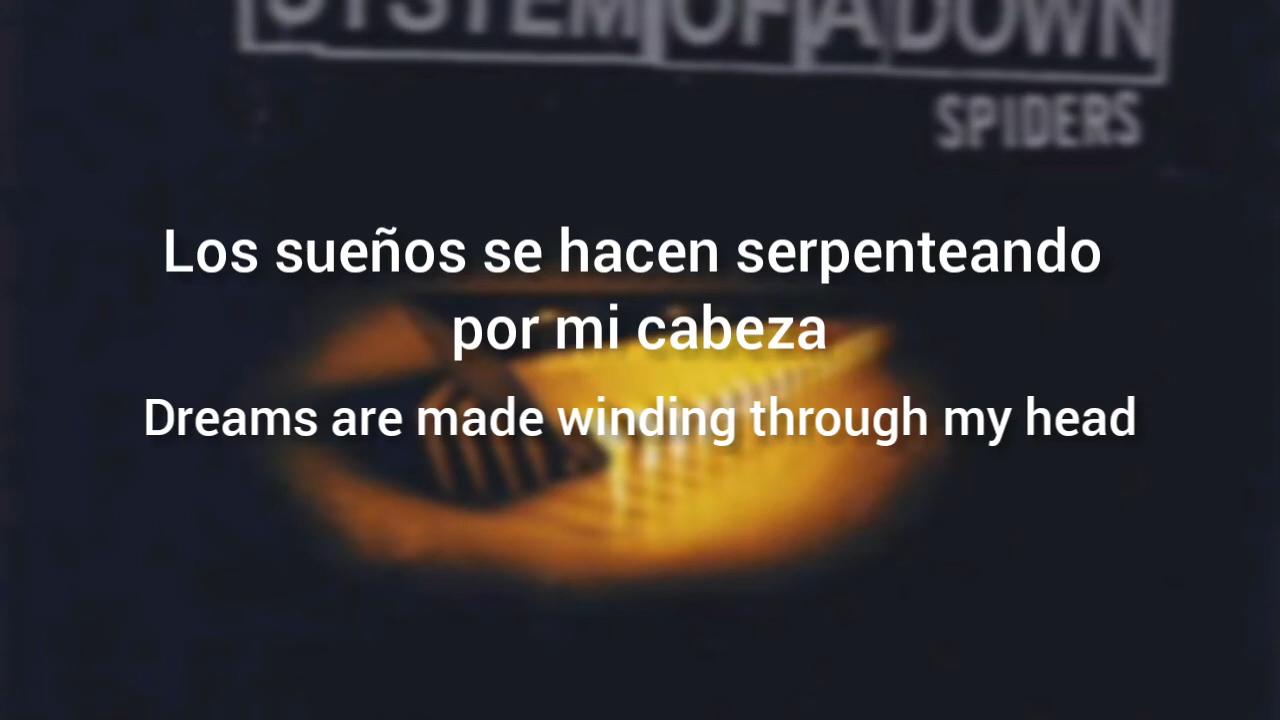 SYSTEM OF A DOWN
SPIDERS
Los sueños se hacen serpenteando
por mi cabeza
Dreams are made winding through my head